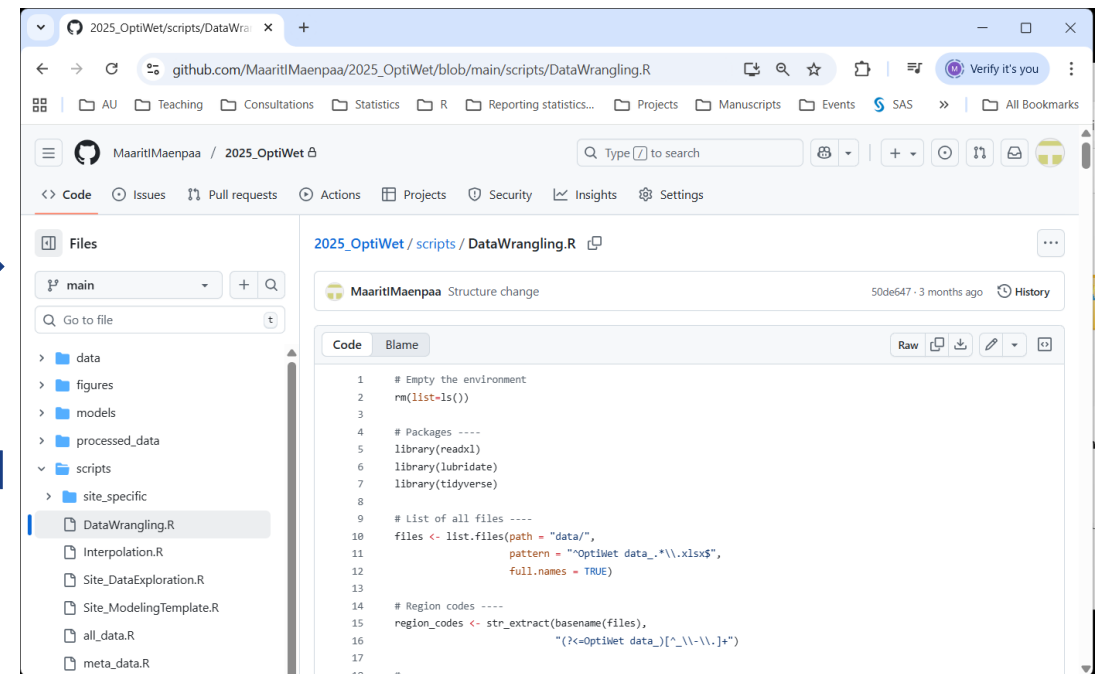 2025_OptiWet/scripts/DataWra
github.com/MaaritIMaenpaa/2025_OptiWet/blob/main/scripts/DataWrangling.R
M
Verify it's you
AU Teaching Consultations Statistics R Reporting statistics... Projects Manuscripts Events S SAS » All Bookmarks
MaaritIMaenpaa / 2025_OptiWet
Type / to search
<> Code Issues Pull requests Actions Projects Security Insights Settings
Files
2025_OptiWet / scripts / DataWrangling.R
main
MaaritIMaenpaa Structure change 50de647 · 3 months ago History
Go to file t
Code Blame Raw
data
figures
models
processed_data
scripts
site_specific
DataWrangling.R
Interpolation.R
Site_DataExploration.R
Site_ModelingTemplate.R
all_data.R
meta_data.R
1 # Empty the environment
2 rm(list=ls())
3
4 # Packages ----
5 library(readxl)
6 library(lubridate)
7 library(tidyverse)
8
9 # List of all files ----
10 files <- list.files(path = "data/",
11 pattern = "^OptiWet data_.*\\.xlsx$",
12 full.names = TRUE)
13
14 # Region codes ----
15 region_codes <- str_extract(basename(files),
16 "(?<=OptiWet data_)[^_\\-\\.]+")
17